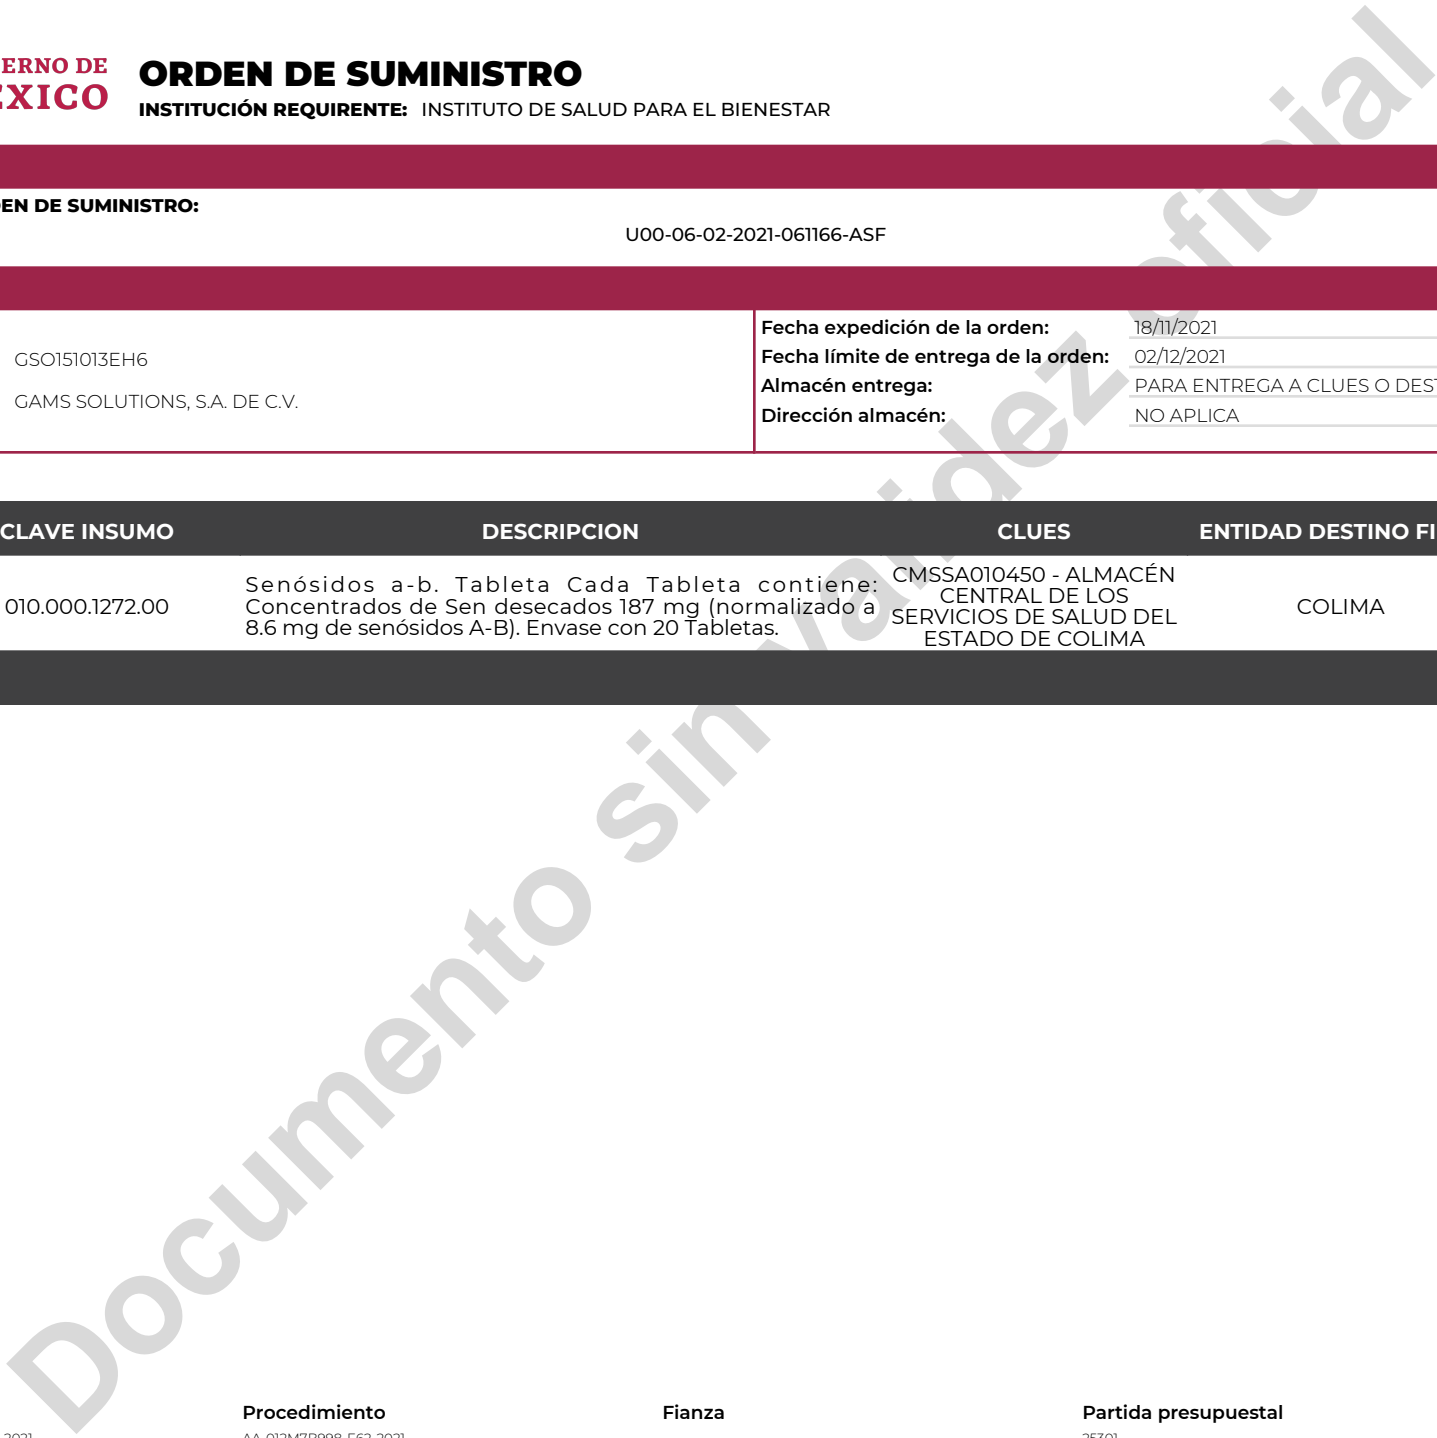 ERNO DE
EXICO
ORDEN DE SUMINISTRO
INSTITUCIÓN REQUIRENTE: INSTITUTO DE SALUD PARA EL BIENESTAR
EN DE SUMINISTRO:
U00-06-02-2021-061166-ASF
GSO151013EH6
GAMS SOLUTIONS, S.A. DE C.V.
Fecha expedición de la orden: 18/11/2021
Fecha límite de entrega de la orden: 02/12/2021
Almacén entrega: PARA ENTREGA A CLUES O DEST
Dirección almacén: NO APLICA
CLAVE INSUMO DESCRIPCION CLUES ENTIDAD DESTINO FI
010.000.1272.00
Senósidos a-b. Tableta Cada Tableta contiene:
Concentrados de Sen desecados 187 mg (normalizado a
8.6 mg de senósidos A-B). Envase con 20 Tabletas.
CMSSA010450 - ALMACÉN
CENTRAL DE LOS
SERVICIOS DE SALUD DEL
ESTADO DE COLIMA
COLIMA
Documento sin validez oficial
Procedimiento Fianza Partida presupuestal